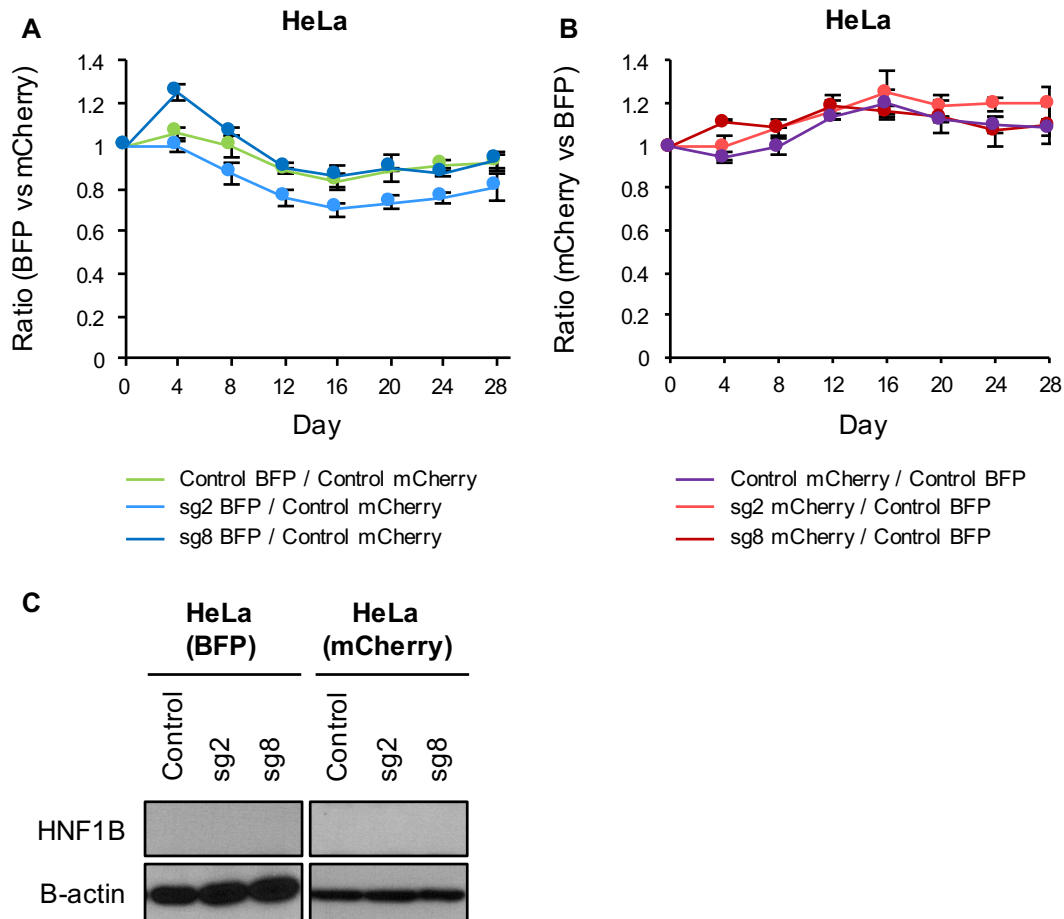 A
HeLa
Ratio (BFP vs mCherry)
1.4
1.2
1
0.8
0.6
0.4
0.2
0
0 4 8 12 16 20 24 28
Day
Control BFP / Control mCherry
sg2 BFP / Control mCherry
sg8 BFP / Control mCherry
B
HeLa
Ratio (mCherry vs BFP)
1.4
1.2
1
0.8
0.6
0.4
0.2
0
0 4 8 12 16 20 24 28
Day
Control mCherry / Control BFP
sg2 mCherry / Control BFP
sg8 mCherry / Control BFP
C
HeLa
(BFP)
HeLa
(mCherry)
Control
sg2
sg8
Control
sg2
sg8
HNF1B
B-actin